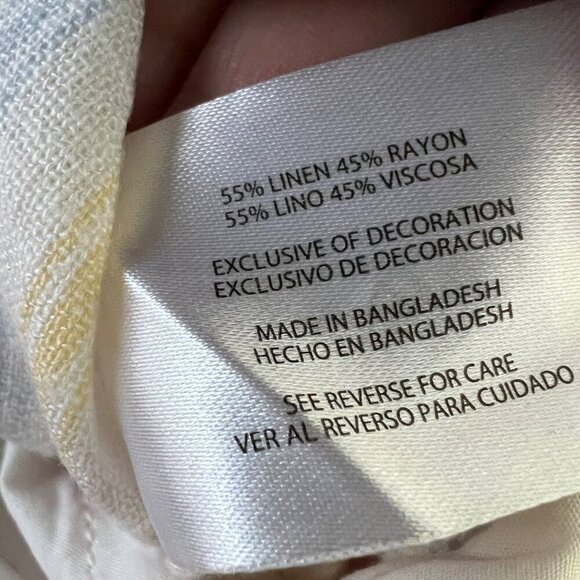 55% LINEN 45% RAYON
55% LINO 45% VISCOSA
EXCLUSIVE OF DECORATION
EXCLUSIVO DE DECORACION
MADE IN BANGLADESH
HECHO EN BANGLADESH
SEE REVERSE FOR CARE
VER AL REVERSO PARA CUIDADO